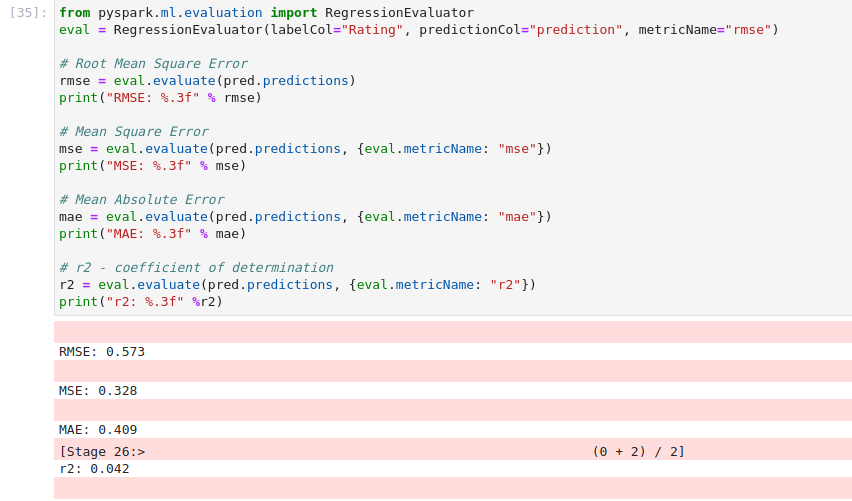 [35]: from pyspark.ml.evaluation import RegressionEvaluator
eval = RegressionEvaluator(labelCol="Rating", predictionCol="prediction", metricName="rmse")
# Root Mean Square Error
rmse = eval.evaluate(pred.predictions)
print("RMSE: %.3f" % rmse)
# Mean Square Error
mse = eval.evaluate(pred.predictions, {eval.metricName: "mse"})
print("MSE: %.3f" % mse)
# Mean Absolute Error
mae = eval.evaluate(pred.predictions, {eval.metricName: "mae"})
print("MAE: %.3f" % mae)
# r2 - coefficient of determination
r2 = eval.evaluate(pred.predictions, {eval.metricName: "r2"})
print("r2: %.3f" %r2)
RMSE: 0.573
MSE: 0.328
MAE: 0.409
[Stage 26:> (0 + 2) / 2]
r2: 0.042